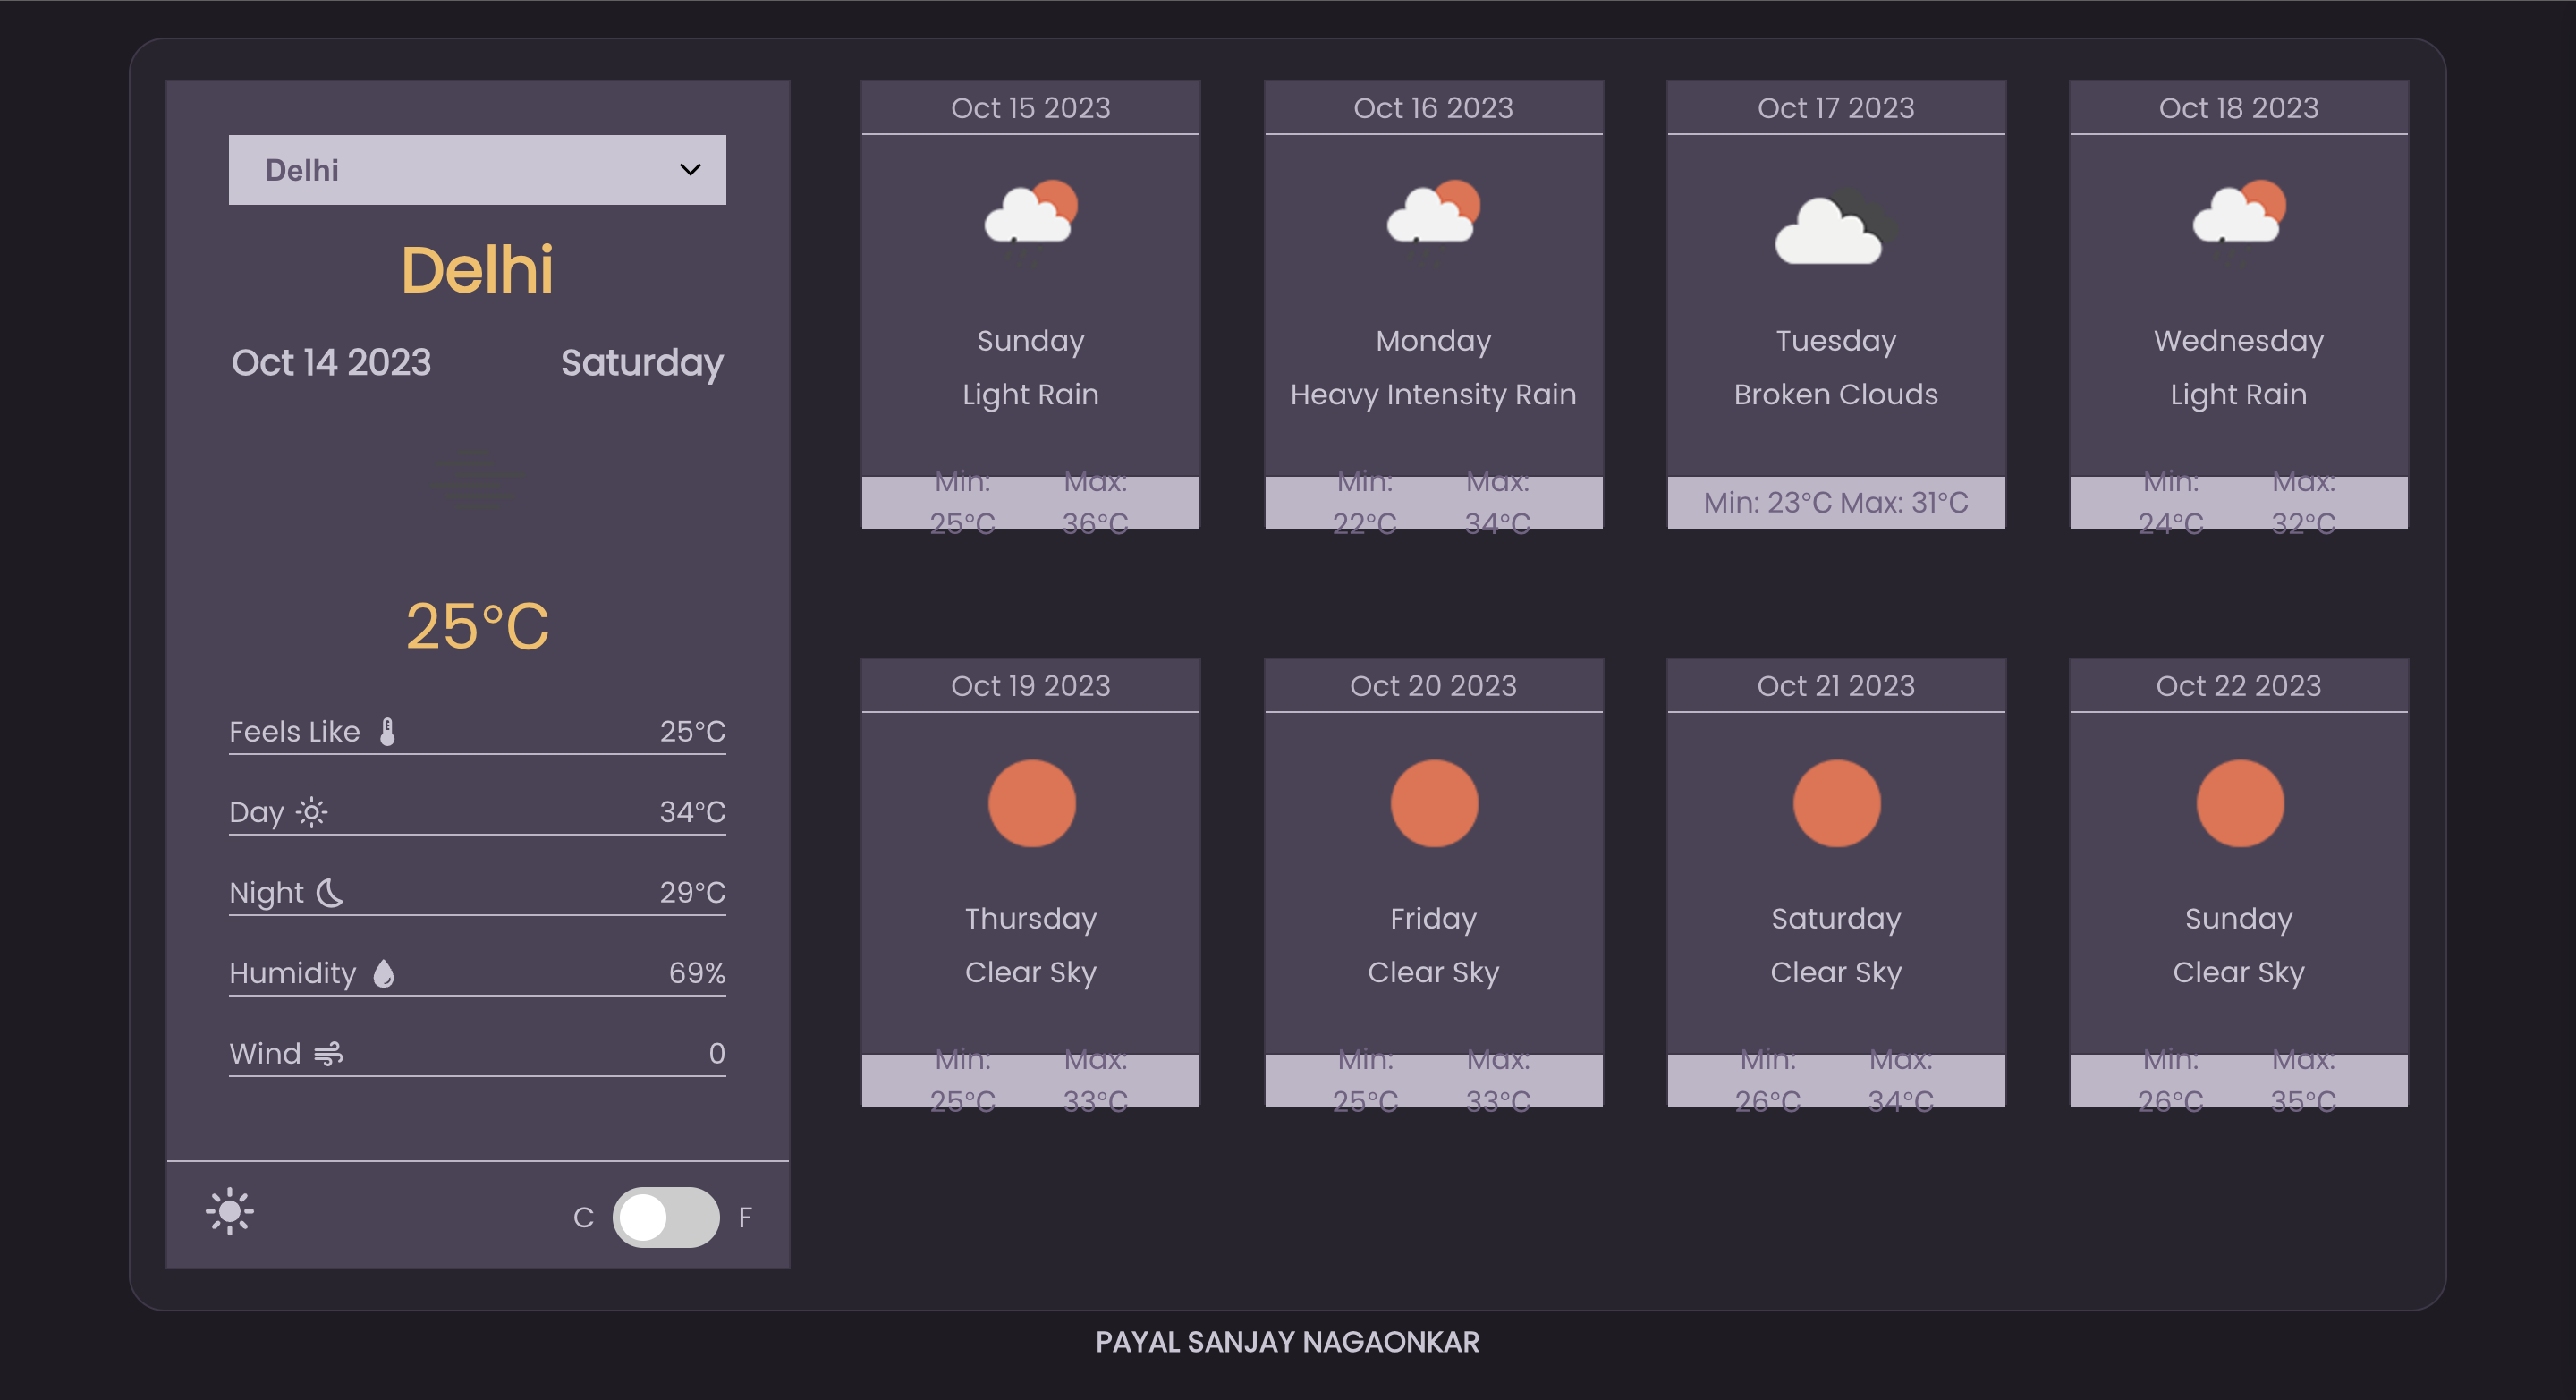 Delhi
Delhi
Oct 14 2023 Saturday
25°C
Feels Like 25°C
Day 34°C
Night 29°C
Humidity 69%
Wind 0
C F
Oct 15 2023
Sunday
Light Rain
Min: Max:
25°C 36°C
Oct 16 2023
Monday
Heavy Intensity Rain
Min: Max:
22°C 34°C
Oct 17 2023
Tuesday
Broken Clouds
Min: 23°C Max: 31°C
Oct 18 2023
Wednesday
Light Rain
Min: Max:
24°C 32°C
Oct 19 2023
Thursday
Clear Sky
Min: Max:
25°C 33°C
Oct 20 2023
Friday
Clear Sky
Min: Max:
25°C 33°C
Oct 21 2023
Saturday
Clear Sky
Min: Max:
26°C 34°C
Oct 22 2023
Sunday
Clear Sky
Min: Max:
26°C 35°C
PAYAL SANJAY NAGAONKAR